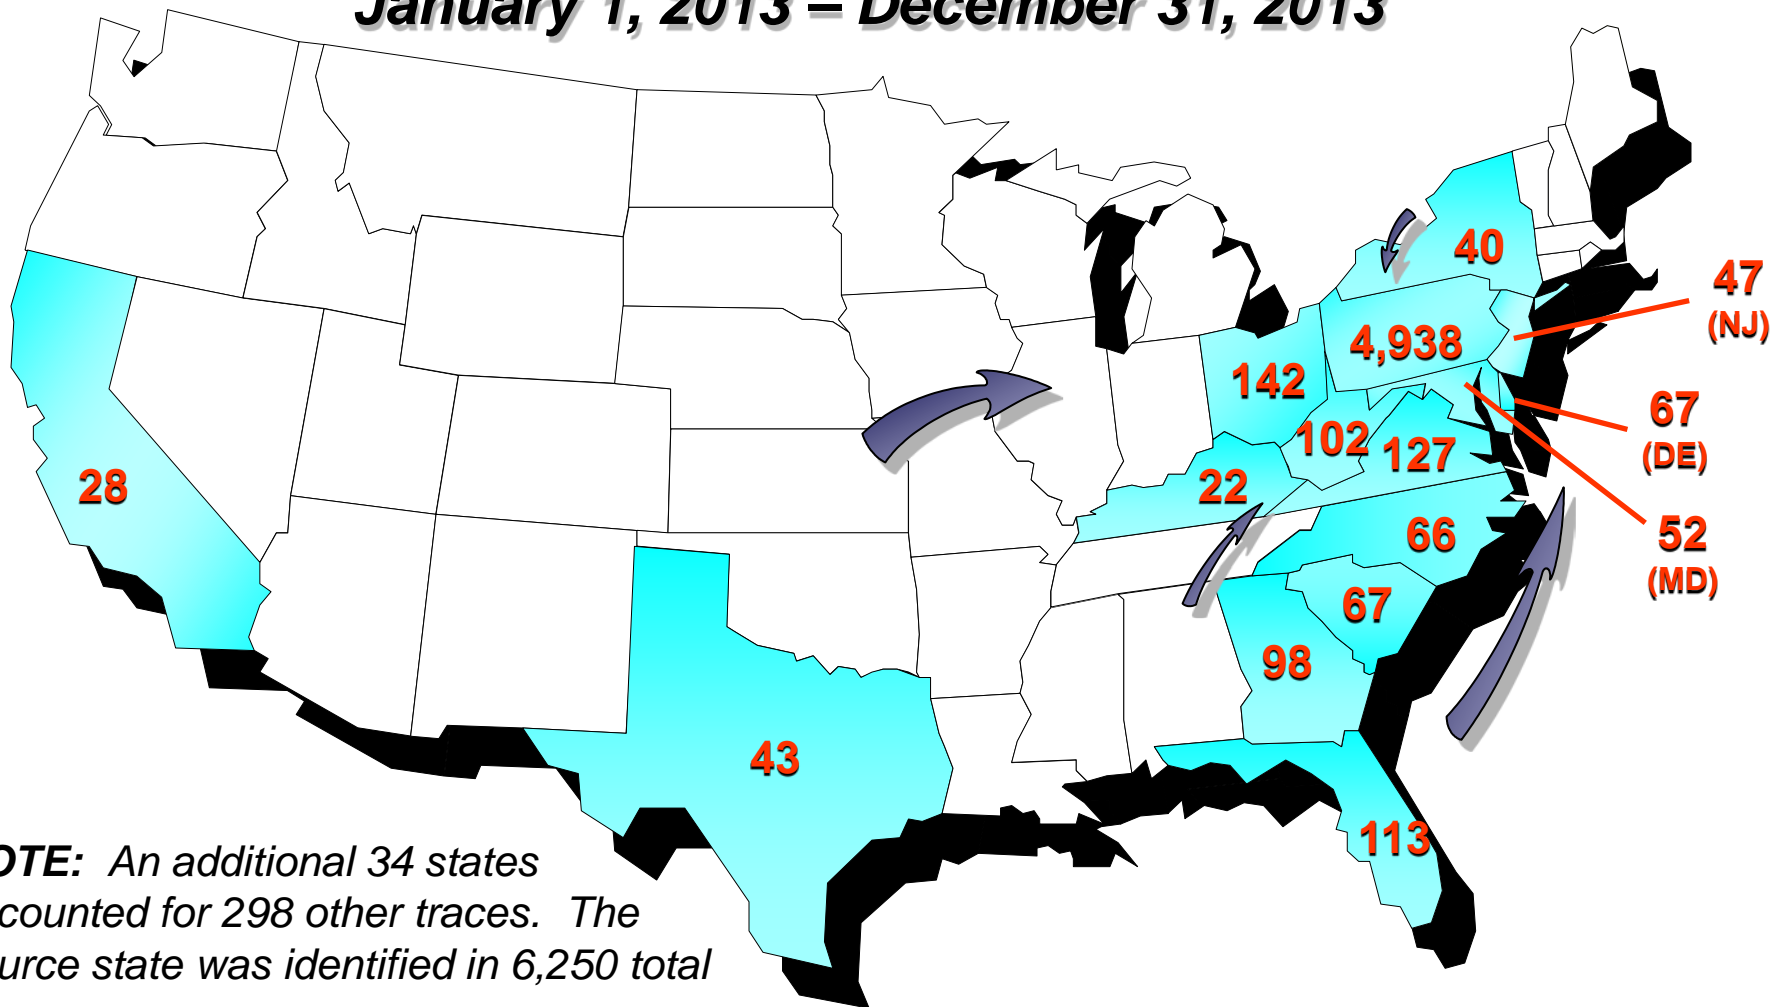 January 1, 2013 – December 31, 2013
40
47
(NJ)
4,938
142
67
(DE)
102
127
28
22
52
(MD)
66
67
98
43
113
OTE: An additional 34 states
counted for 298 other traces. The
urce state was identified in 6,250 total